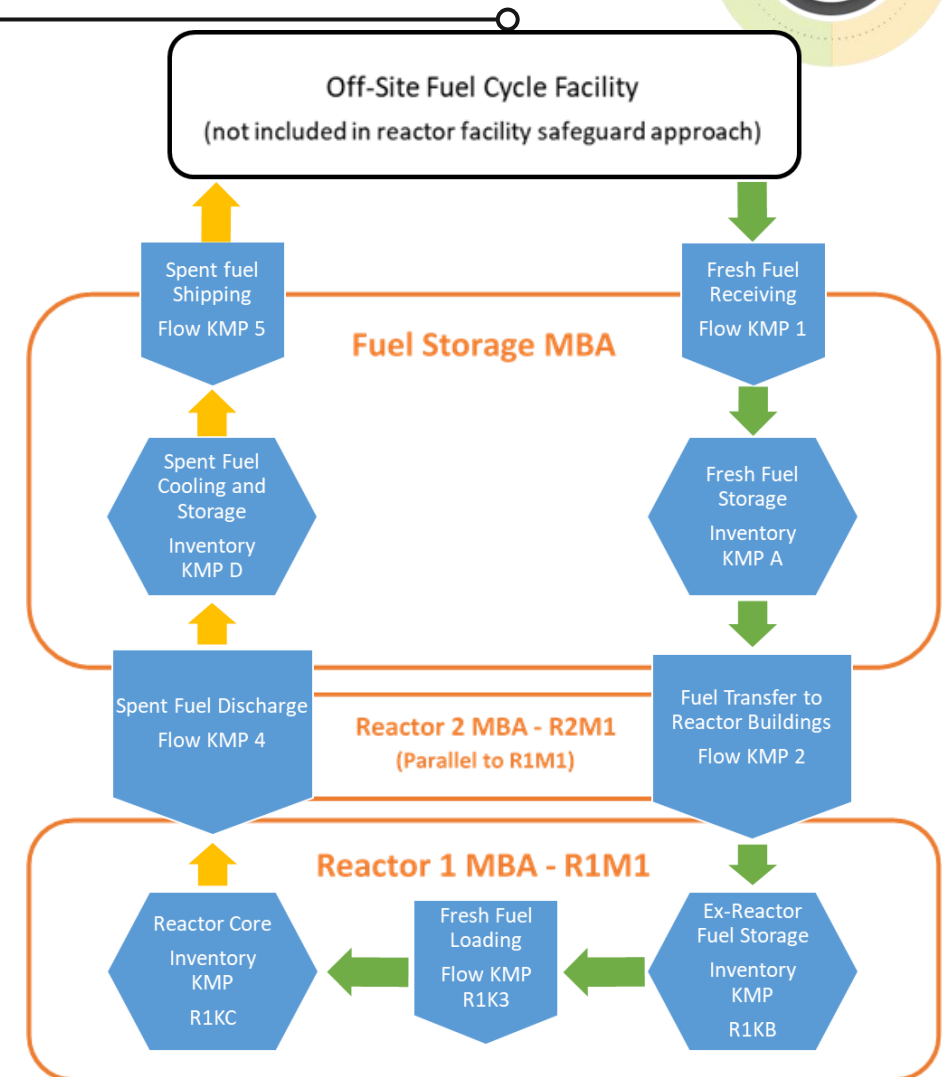 Off-Site Fuel Cycle Facility
(not included in reactor facility safeguard approach)
Spent fuel
Shipping
Flow KMP 5
Fresh Fuel
Receiving
Flow KMP 1
Fuel Storage MBA
Spent Fuel
Cooling and
Storage
Inventory
KMP D
Fresh Fuel
Storage
Inventory
KMP A
Spent Fuel Discharge
Flow KMP 4
Reactor 2 MBA - R2M1
(Parallel to R1M1)
Fuel Transfer to
Reactor Buildings
Flow KMP 2
Reactor 1 MBA - R1M1
Reactor Core
Inventory
KMP
R1KC
Fresh Fuel
Loading
Flow KMP
R1K3
Ex-Reactor
Fuel Storage
Inventory
KMP
R1KB